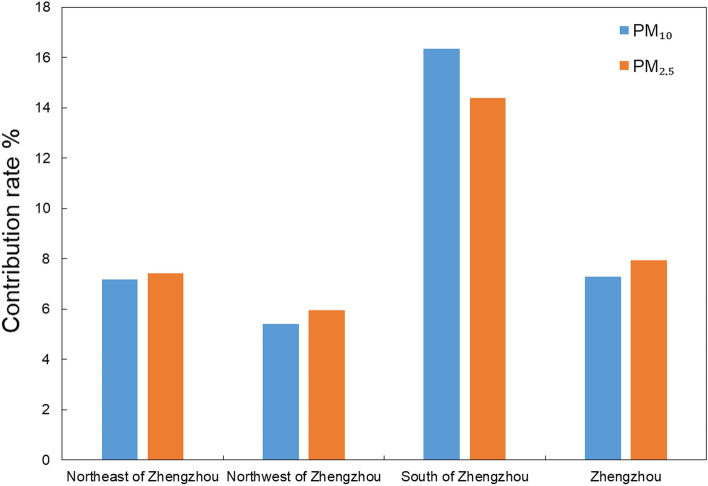 Contribution rate %
18
16
14
12
10
8
6
4
2
0
PM₁₀
PM₂.₅
Northeast of Zhengzhou
Northwest of Zhengzhou
South of Zhengzhou
Zhengzhou